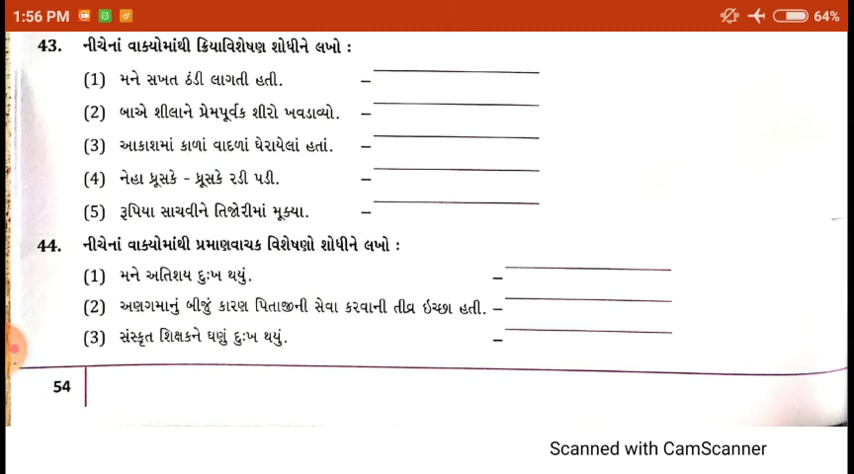 1:56 PM 64%
43. નીચેનાં વાક્યોમાંથી ક્રિયાવિશેષણ શોધીને લખો :
(1) મને સખત ઠંડી લાગતી હતી. –
(2) બાએ શીલાને પ્રેમપૂર્વક શીરો ખવડાવ્યો. –
(3) આકાશમાં કાળાં વાદળાં ઘેરાયેલાં હતાં. –
(4) નેહા ધ્રૂસકે - ધ્રૂસકે રડી પડી. –
(5) રૂપિયા સાચવીને તિજોરીમાં મૂક્યા. –
44. નીચેનાં વાક્યોમાંથી પ્રમાણવાચક વિશેષણો શોધીને લખો :
(1) મને અતિશય દુઃખ થયું. –
(2) અણગમાનું બીજું કારણ પિતાજીની સેવા કરવાની તીવ્ર ઇચ્છા હતી. –
(3) સંસ્કૃત શિક્ષકને ઘણું દુઃખ થયું. –
54
Scanned with CamScanner